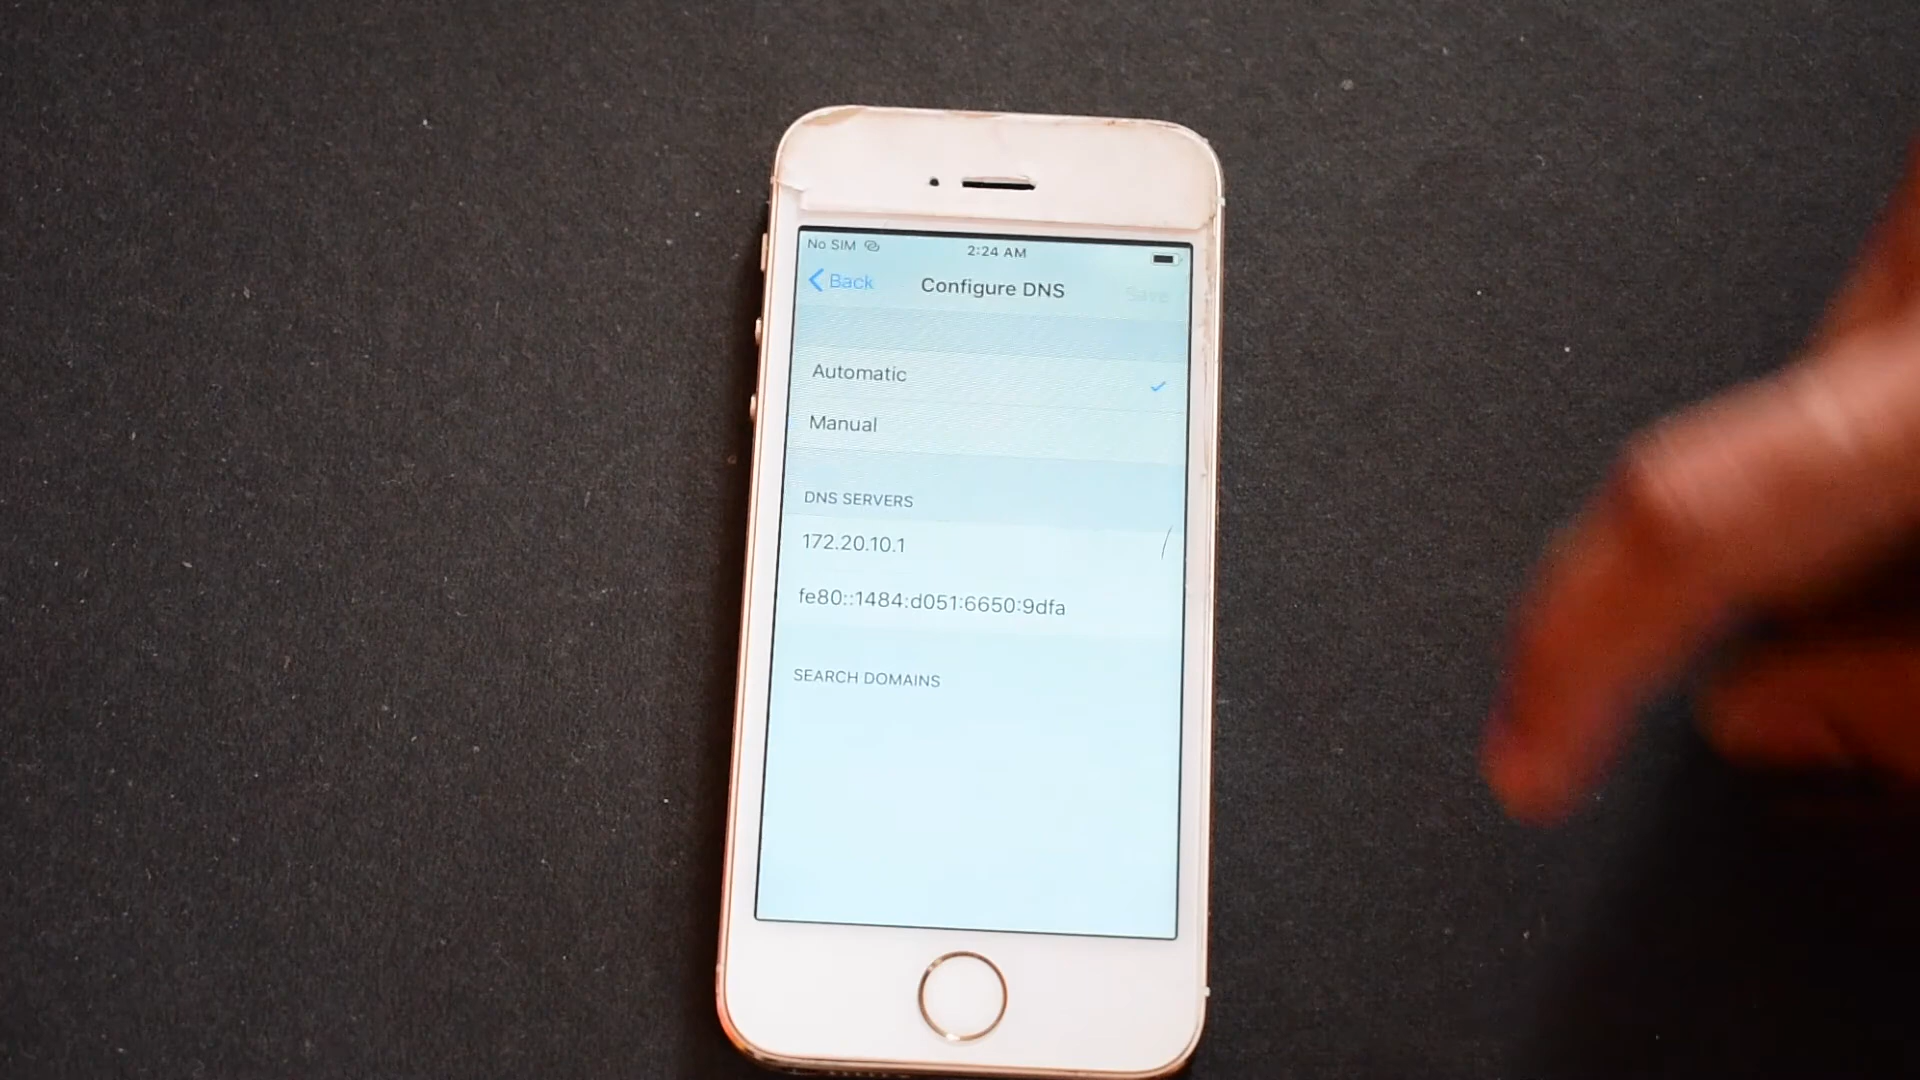 No SIM 2:24 AM
Back Configure DNS Save
Automatic
Manual
DNS SERVERS
172.20.10.1
fe80::1484:d051:6650:9dfa
SEARCH DOMAINS